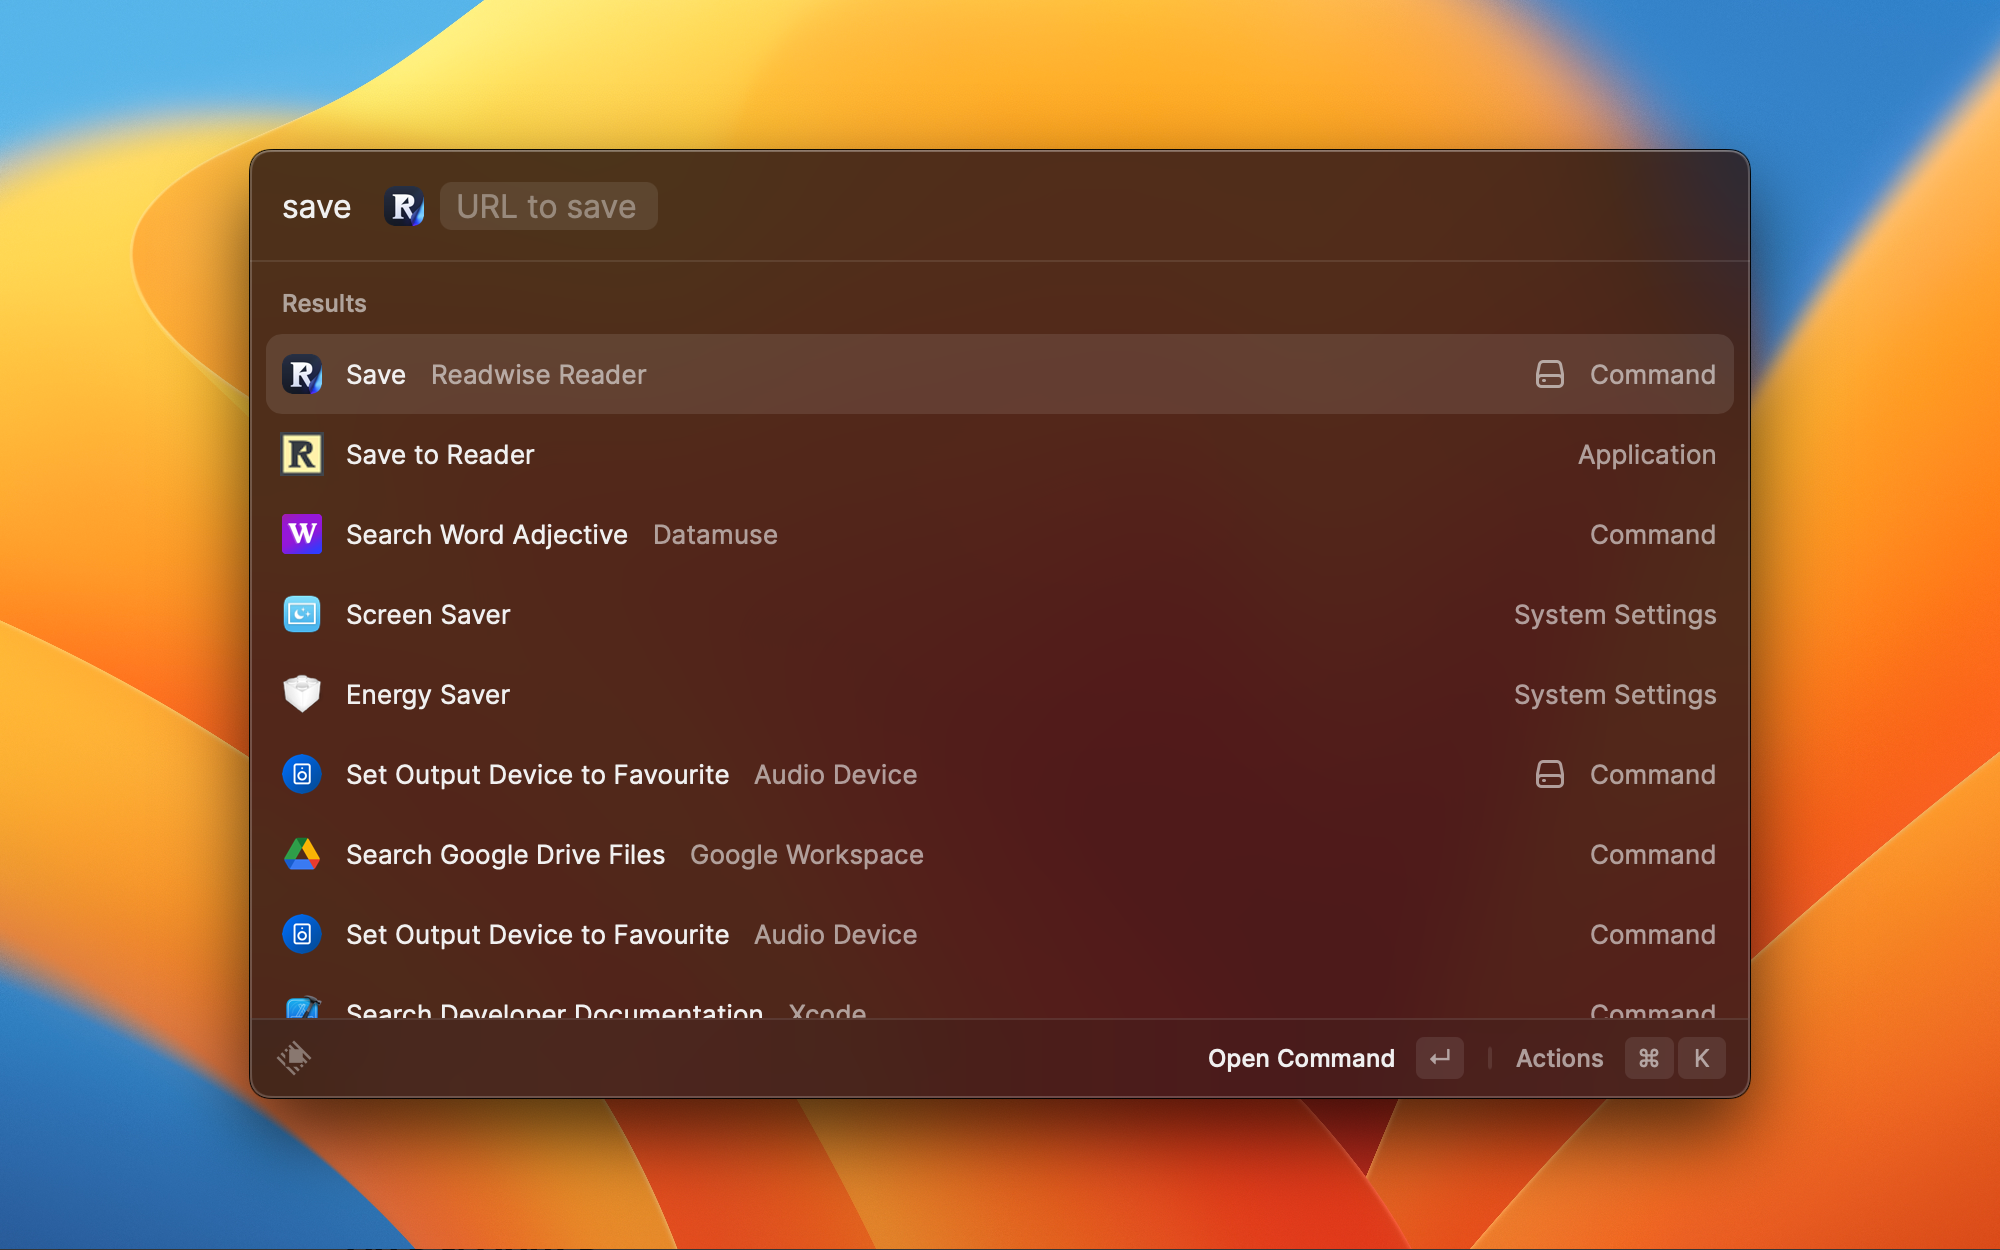 save R URL to save
Results
R Save Readwise Reader Command
R Save to Reader Application
W Search Word Adjective Datamuse Command
Screen Saver System Settings
Energy Saver System Settings
Set Output Device to Favourite Audio Device Command
Search Google Drive Files Google Workspace Command
Set Output Device to Favourite Audio Device Command
Search Developer Documentation Xcode Command
Open Command ↵ | Actions ⌘ K